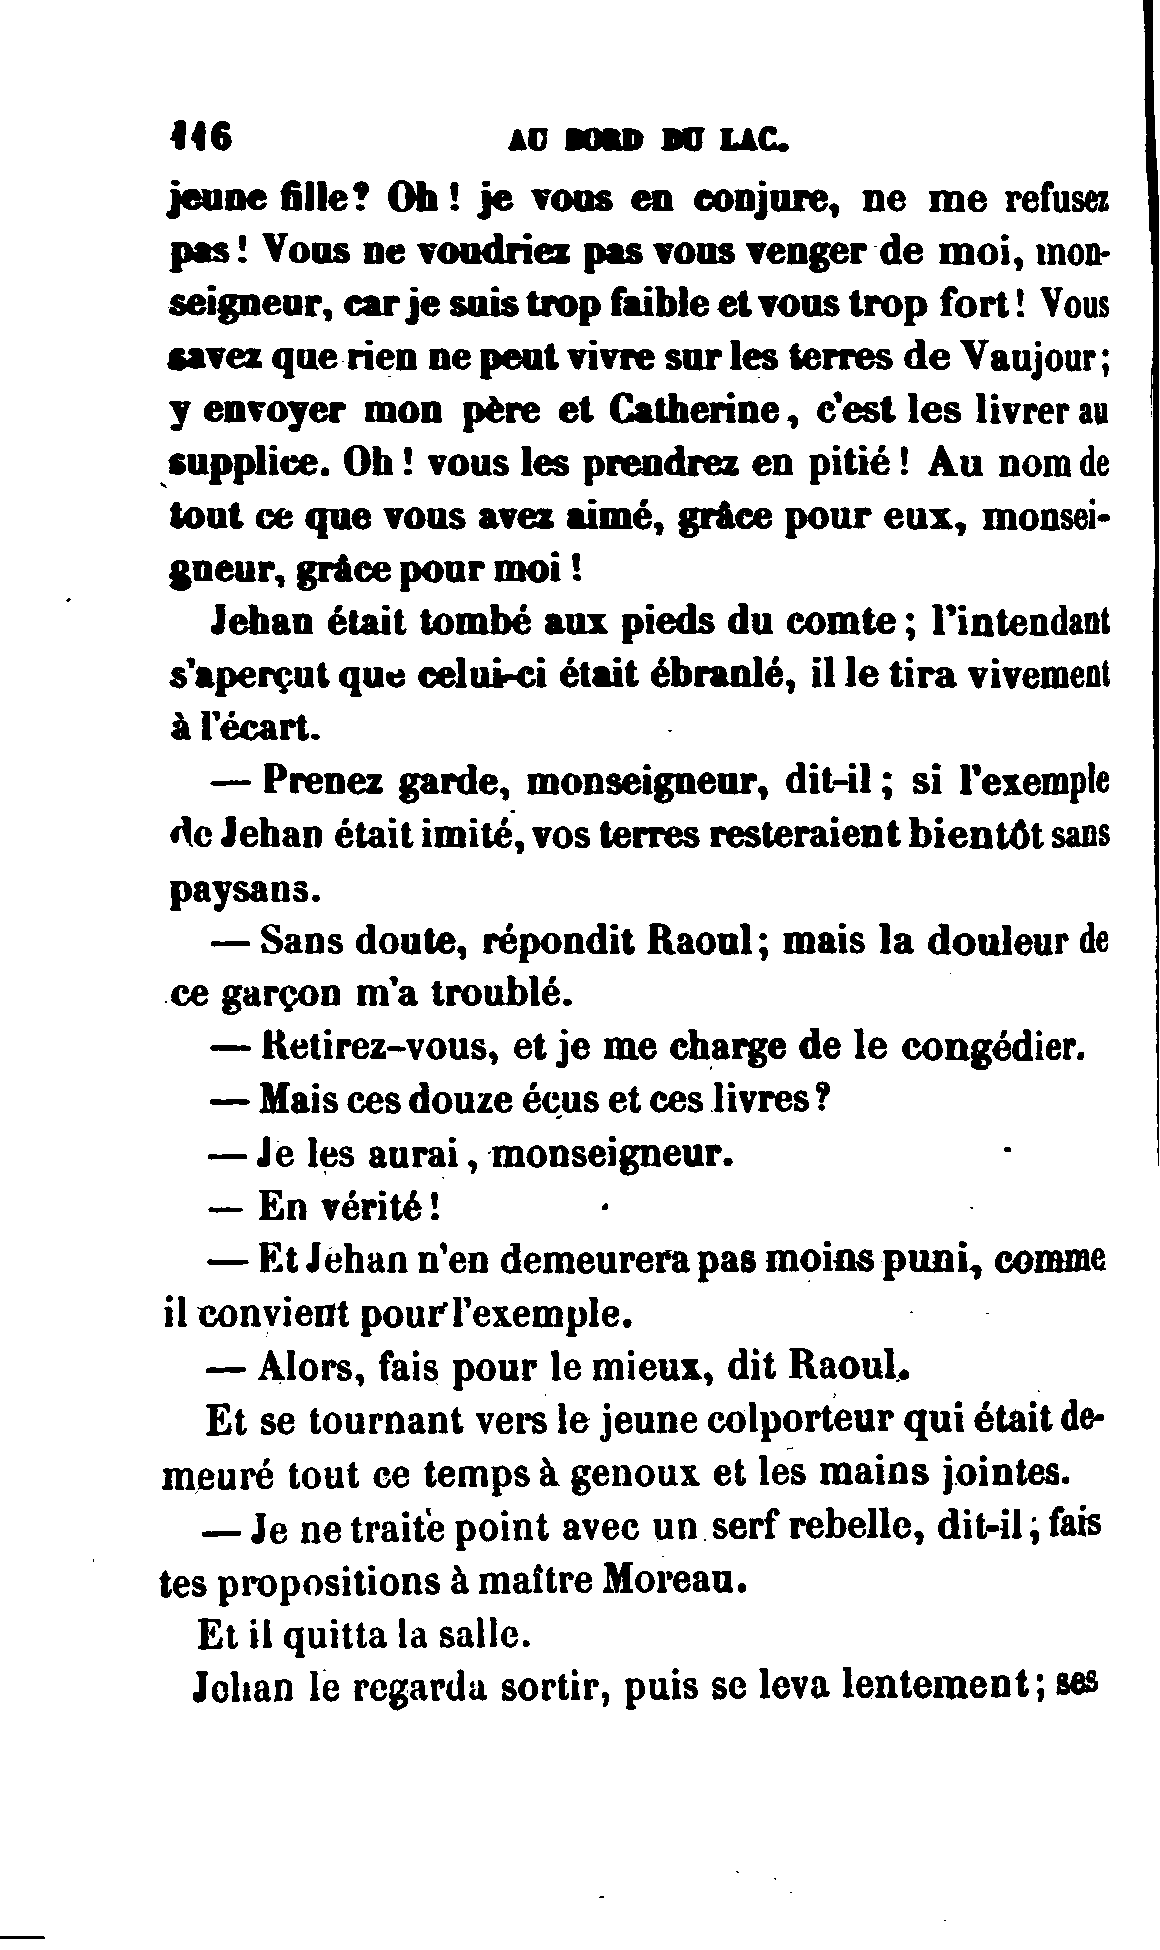 116 AU BORD DU LAC.
jeune fille? Oh ! je vous en conjure, ne me refusez
pas ! Vous ne voudriez pas vous venger de moi, mon-
seigneur, car je suis trop faible et vous trop fort ! Vous
savez que rien ne peut vivre sur les terres de Vaujour;
y envoyer mon père et Catherine, c'est les livrer au
supplice. Oh ! vous les prendrez en pitié ! Au nom de
tout ce que vous avez aimé, grâce pour eux, monsei-
gneur, grâce pour moi !
Jehan était tombé aux pieds du comte ; l'intendant
s'aperçut que celui-ci était ébranlé, il le tira vivement
à l'écart.
— Prenez garde, monseigneur, dit-il ; si l'exemple
de Jehan était imité, vos terres resteraient bientôt sans
paysans.
— Sans doute, répondit Raoul; mais la douleur de
ce garçon m'a troublé.
— Retirez-vous, et je me charge de le congédier.
— Mais ces douze écus et ces livres ?
— Je les aurai, monseigneur.
— En vérité !
— Et Jehan n'en demeurera pas moins puni, comme
il convient pour l'exemple.
— Alors, fais pour le mieux, dit Raoul.
Et se tournant vers le jeune colporteur qui était de-
meuré tout ce temps à genoux et les mains jointes.
— Je ne traite point avec un serf rebelle, dit-il ; fais
tes propositions à maître Moreau.
Et il quitta la salle.
Jehan le regarda sortir, puis se leva lentement ; ses